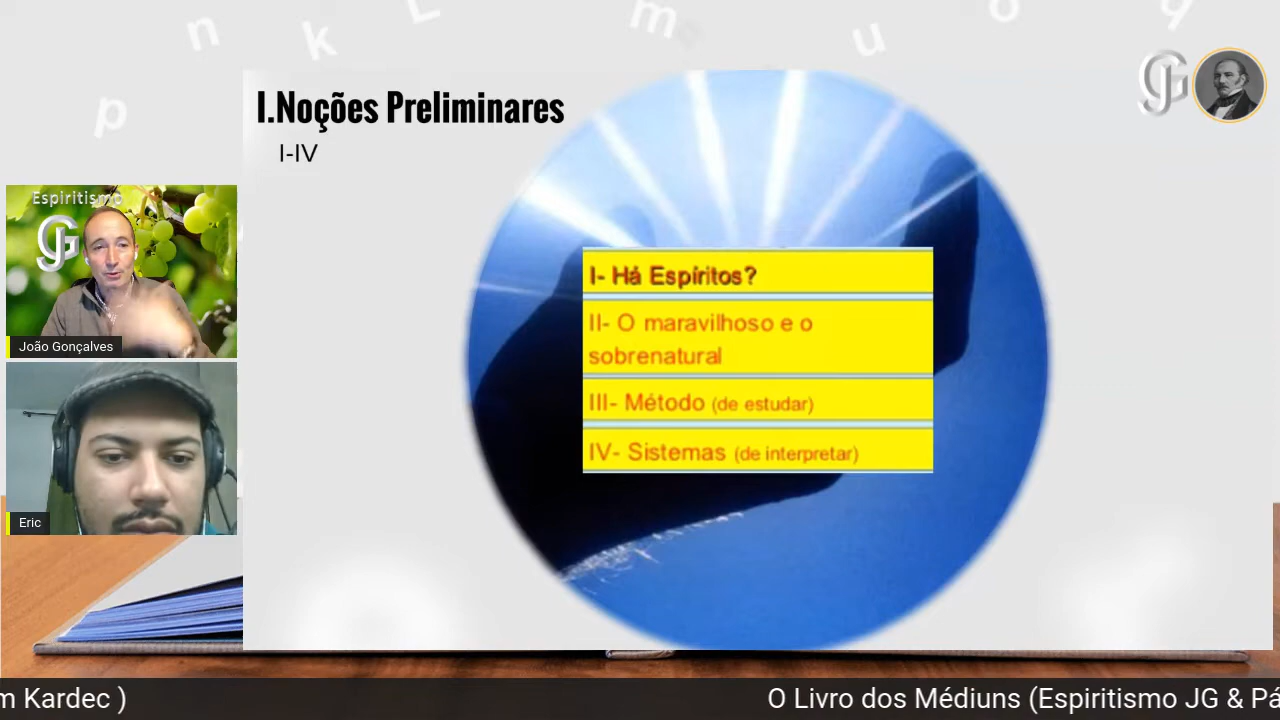 I.Noções Preliminares
I-IV
Espiritismo
JG
João Gonçalves
Eric
I- Há Espíritos?
II- O maravilhoso e o
sobrenatural
III- Método (de estudar)
IV- Sistemas (de interpretar)
m Kardec )
O Livro dos Médiuns (Espiritismo JG & Pá